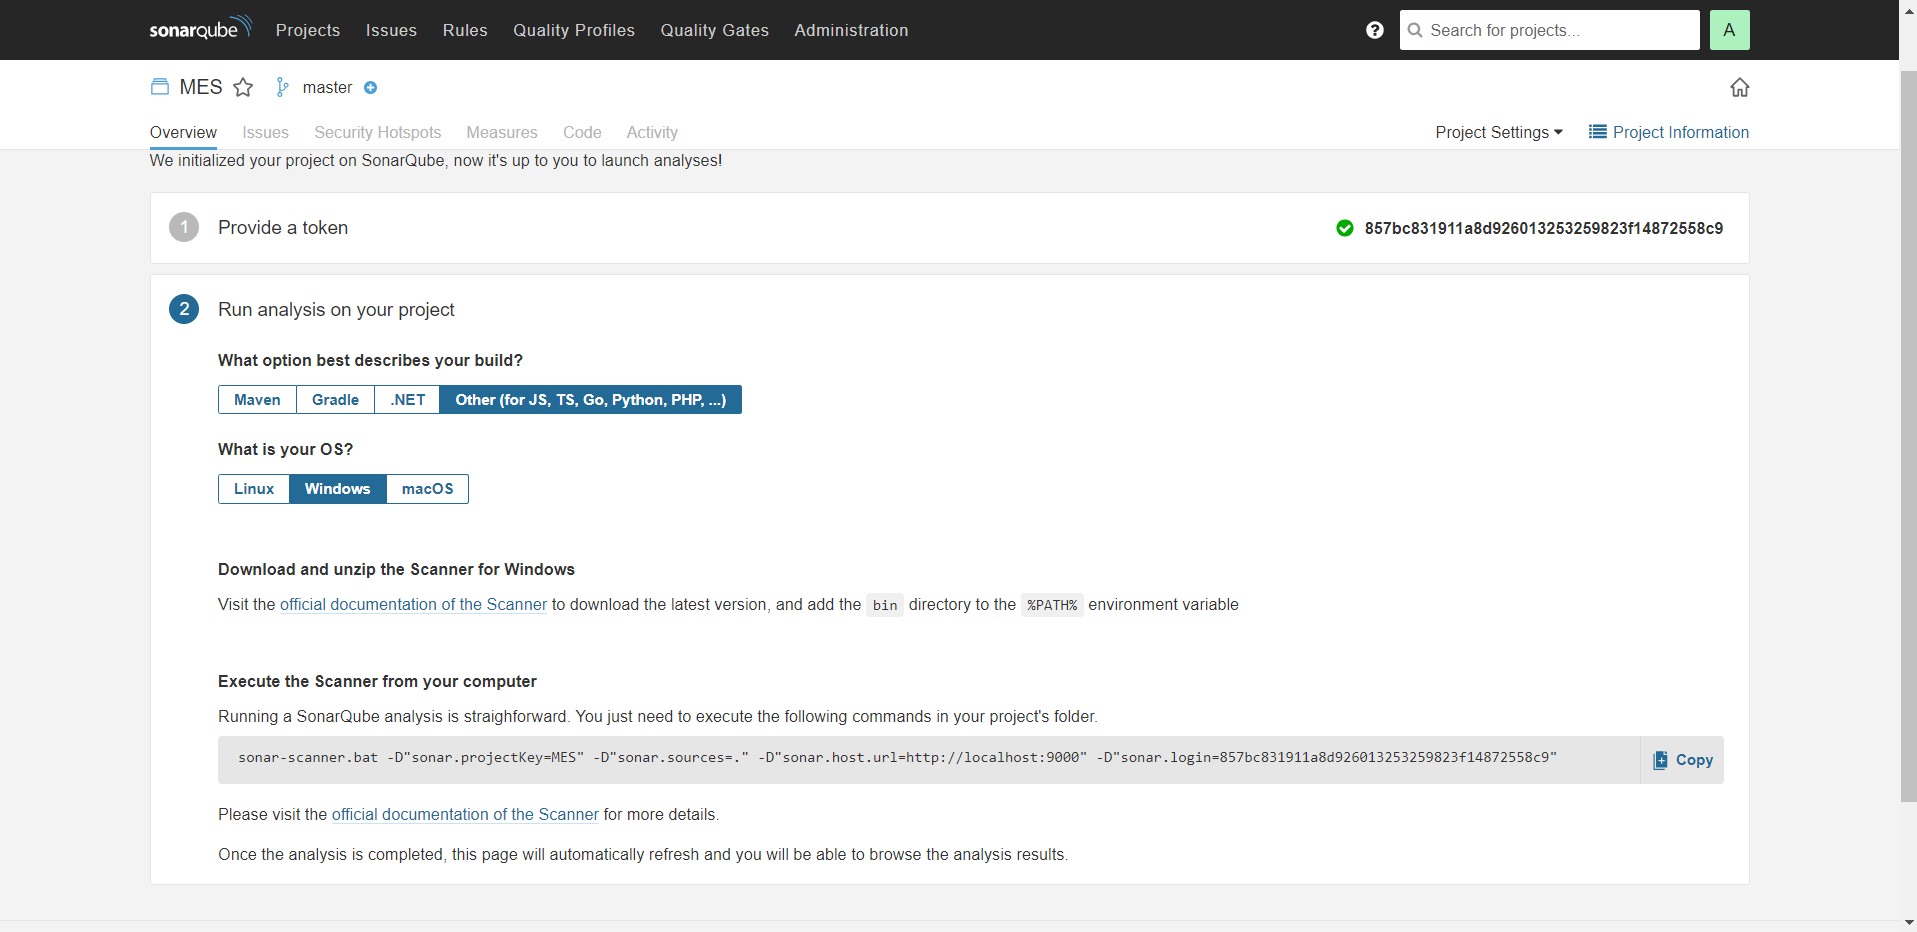 sonarqube Projects Issues Rules Quality Profiles Quality Gates Administration ? Search for projects... A
MES master
Overview Issues Security Hotspots Measures Code Activity Project Settings Project Information
We initialized your project on SonarQube, now it's up to you to launch analyses!
1 Provide a token 857bc831911a8d926013253259823f14872558c9
2 Run analysis on your project
What option best describes your build?
Maven Gradle .NET Other (for JS, TS, Go, Python, PHP, ...)
What is your OS?
Linux Windows macOS
Download and unzip the Scanner for Windows
Visit the official documentation of the Scanner to download the latest version, and add the bin directory to the %PATH% environment variable
Execute the Scanner from your computer
Running a SonarQube analysis is straighforward. You just need to execute the following commands in your project's folder.
sonar-scanner.bat -D"sonar.projectKey=MES" -D"sonar.sources=." -D"sonar.host.url=http://localhost:9000" -D"sonar.login=857bc831911a8d926013253259823f14872558c9" Copy
Please visit the official documentation of the Scanner for more details.
Once the analysis is completed, this page will automatically refresh and you will be able to browse the analysis results.